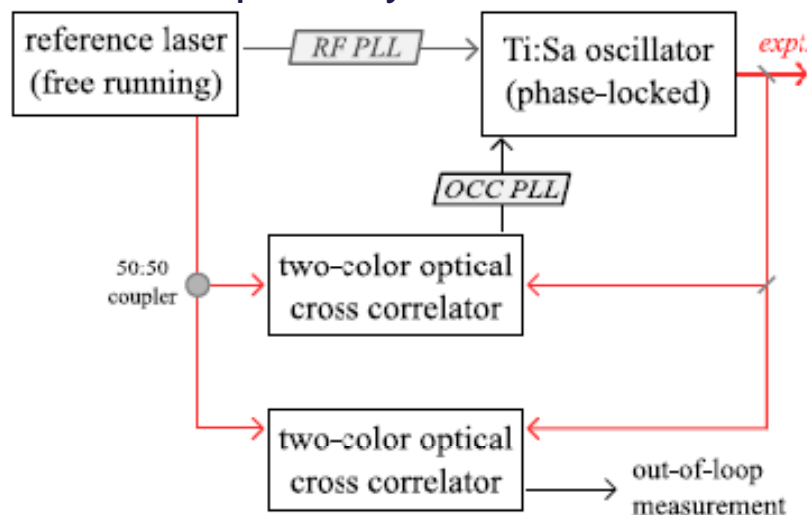 reference laser
(free running)
RF PLL
Ti:Sa oscillator
(phase-locked)
OCC PLL
50:50
coupler
two-color optical
cross correlator
two-color optical
cross correlator
out-of-loop
measurement